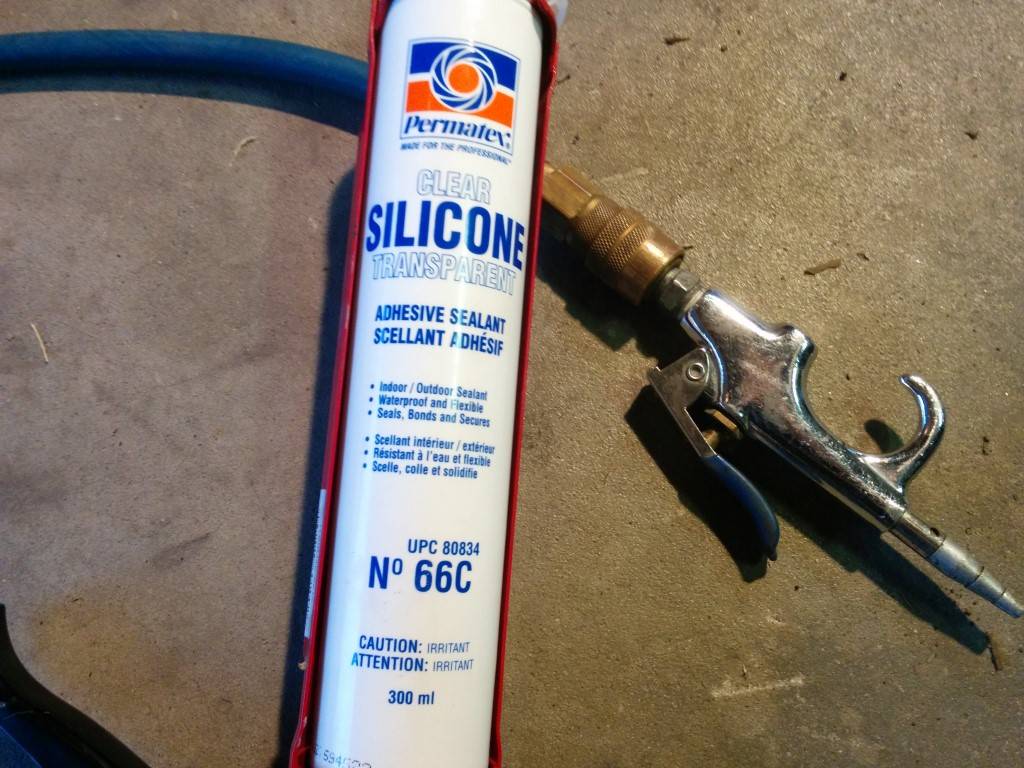 Permatex®
MADE FOR THE PROFESSIONAL™
CLEAR
SILICONE
TRANSPARENT
ADHESIVE SEALANT
SCELLANT ADHÉSIF
• Indoor / Outdoor Sealant
• Waterproof and Flexible
• Seals, Bonds and Secures
• Scellant intérieur / extérieur
• Résistant à l'eau et flexible
• Scelle, colle et solidifie
UPC 80834
Nº 66C
CAUTION: IRRITANT
ATTENTION: IRRITANT
300 ml